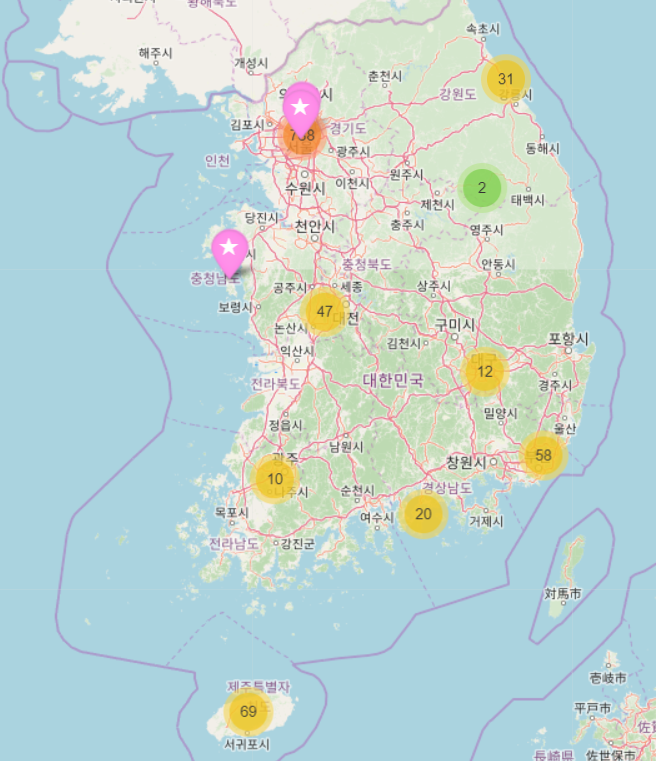 황해북도
해주시
개성시
속초시
춘천시
31
강원도
김포시
경기도
광주시
동해시
인천
수원시
이천시
원주시
2
제천시
태백시
당진시
천안시
충주시
영주시
충청북도
안동시
충청남도
공주시
세종
상주시
보령시
47
대전
논산시
구미시
포항시
익산시
김천시
대구
12
전라북도
대한민국
경주시
밀양시
정읍시
울산
남원시
광주
창원시
58
10
나주시
순천시
경상남도
목포시
여수시
20
거제시
전라남도
강진군
対馬市
제주특별자
69
서귀포시
壱岐市
平戸市
長崎県
佐世保市